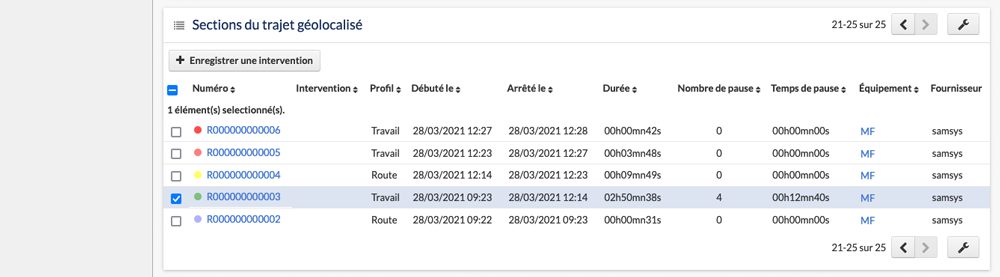 Sections du trajet géolocalisé
21-25 sur 25
Enregistrer une intervention
Numéro Intervention Profil Débuté le Arrêté le Durée Nombre de pause Temps de pause Équipement Fournisseur
1 élément(s) selectionné(s).
R000000000006 Travail 28/03/2021 12:27 28/03/2021 12:28 00h00mn42s 0 00h00mn00s MF samsys
R000000000005 Travail 28/03/2021 12:23 28/03/2021 12:27 00h03mn48s 0 00h00mn00s MF samsys
R000000000004 Route 28/03/2021 12:14 28/03/2021 12:23 00h09mn49s 0 00h00mn00s MF samsys
R000000000003 Travail 28/03/2021 09:23 28/03/2021 12:14 02h50mn38s 4 00h12mn40s MF samsys
R000000000002 Route 28/03/2021 09:22 28/03/2021 09:23 00h00mn31s 0 00h00mn00s MF samsys
21-25 sur 25